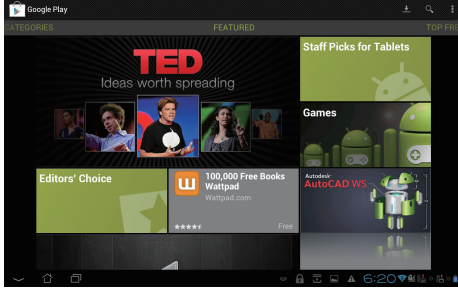 Google Play
CATEGORIES
FEATURED
TOP FRE
TED
Ideas worth spreading
Staff Picks for Tablets
Games
Editors' Choice
100,000 Free Books
Wattpad
Wattpad.com
Free
Autodesk
AutoCAD WS
6:20